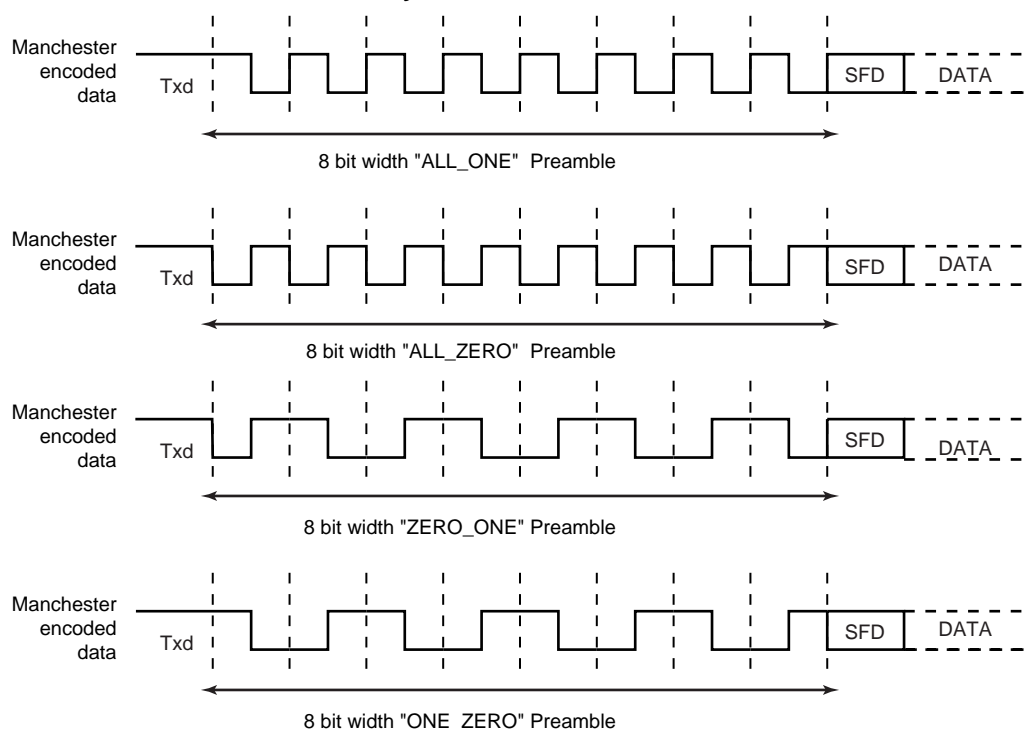 Manchester
encoded
data
Txd
SFD
DATA
8 bit width "ALL_ONE" Preamble
Manchester
encoded
data
Txd
SFD
DATA
8 bit width "ALL_ZERO" Preamble
Manchester
encoded
data
Txd
SFD
DATA
8 bit width "ZERO_ONE" Preamble
Manchester
encoded
data
Txd
SFD
DATA
8 bit width "ONE_ZERO" Preamble